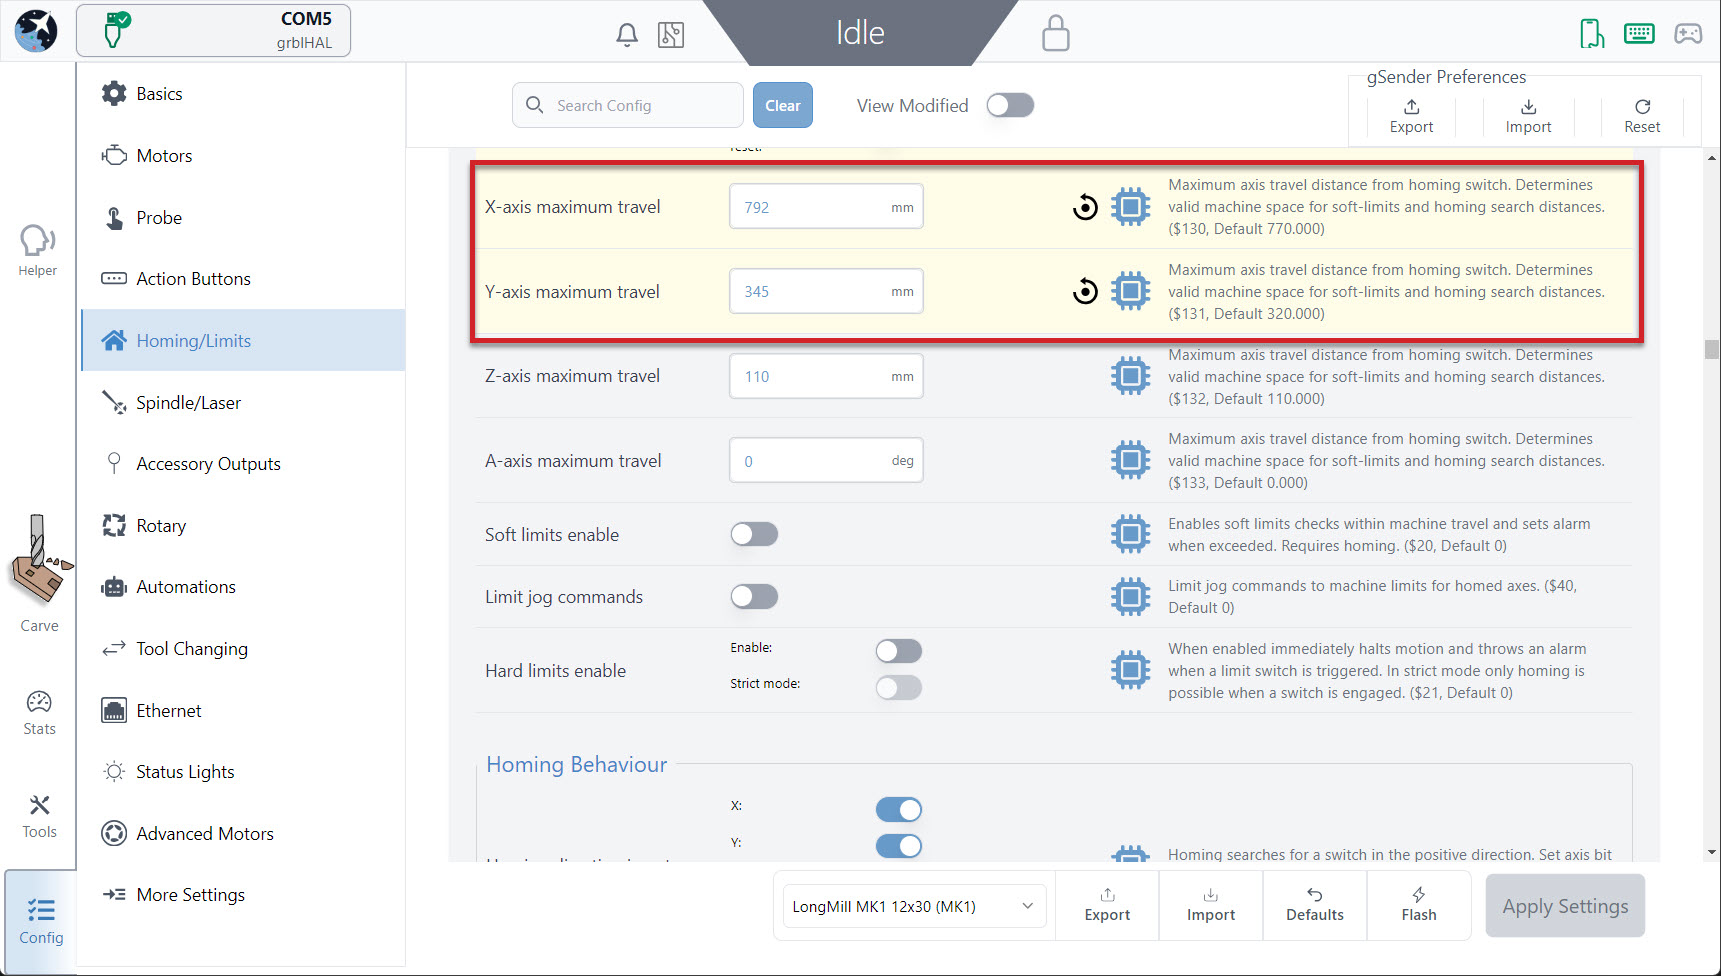 COM5
grblHAL
Idle
Helper
Carve
Stats
Tools
Config
Basics
Motors
Probe
Action Buttons
Homing/Limits
Spindle/Laser
Accessory Outputs
Rotary
Automations
Tool Changing
Ethernet
Status Lights
Advanced Motors
More Settings
Search Config
Clear
View Modified
gSender Preferences
Export
Import
Reset
reset:
X-axis maximum travel
792 mm
Maximum axis travel distance from homing switch. Determines
valid machine space for soft-limits and homing search distances.
($130, Default 770.000)
Y-axis maximum travel
345 mm
Maximum axis travel distance from homing switch. Determines
valid machine space for soft-limits and homing search distances.
($131, Default 320.000)
Z-axis maximum travel
110 mm
Maximum axis travel distance from homing switch. Determines
valid machine space for soft-limits and homing search distances.
($132, Default 110.000)
A-axis maximum travel
0 deg
Maximum axis travel distance from homing switch. Determines
valid machine space for soft-limits and homing search distances.
($133, Default 0.000)
Soft limits enable
Enables soft limits checks within machine travel and sets alarm
when exceeded. Requires homing. ($20, Default 0)
Limit jog commands
Limit jog commands to machine limits for homed axes. ($40,
Default 0)
Hard limits enable
Enable:
Strict mode:
When enabled immediately halts motion and throws an alarm
when a limit switch is triggered. In strict mode only homing is
possible when a switch is engaged. ($21, Default 0)
Homing Behaviour
X:
Y:
Homing searches for a switch in the positive direction. Set axis bit
LongMill MK1 12x30 (MK1)
Export
Import
Defaults
Flash
Apply Settings